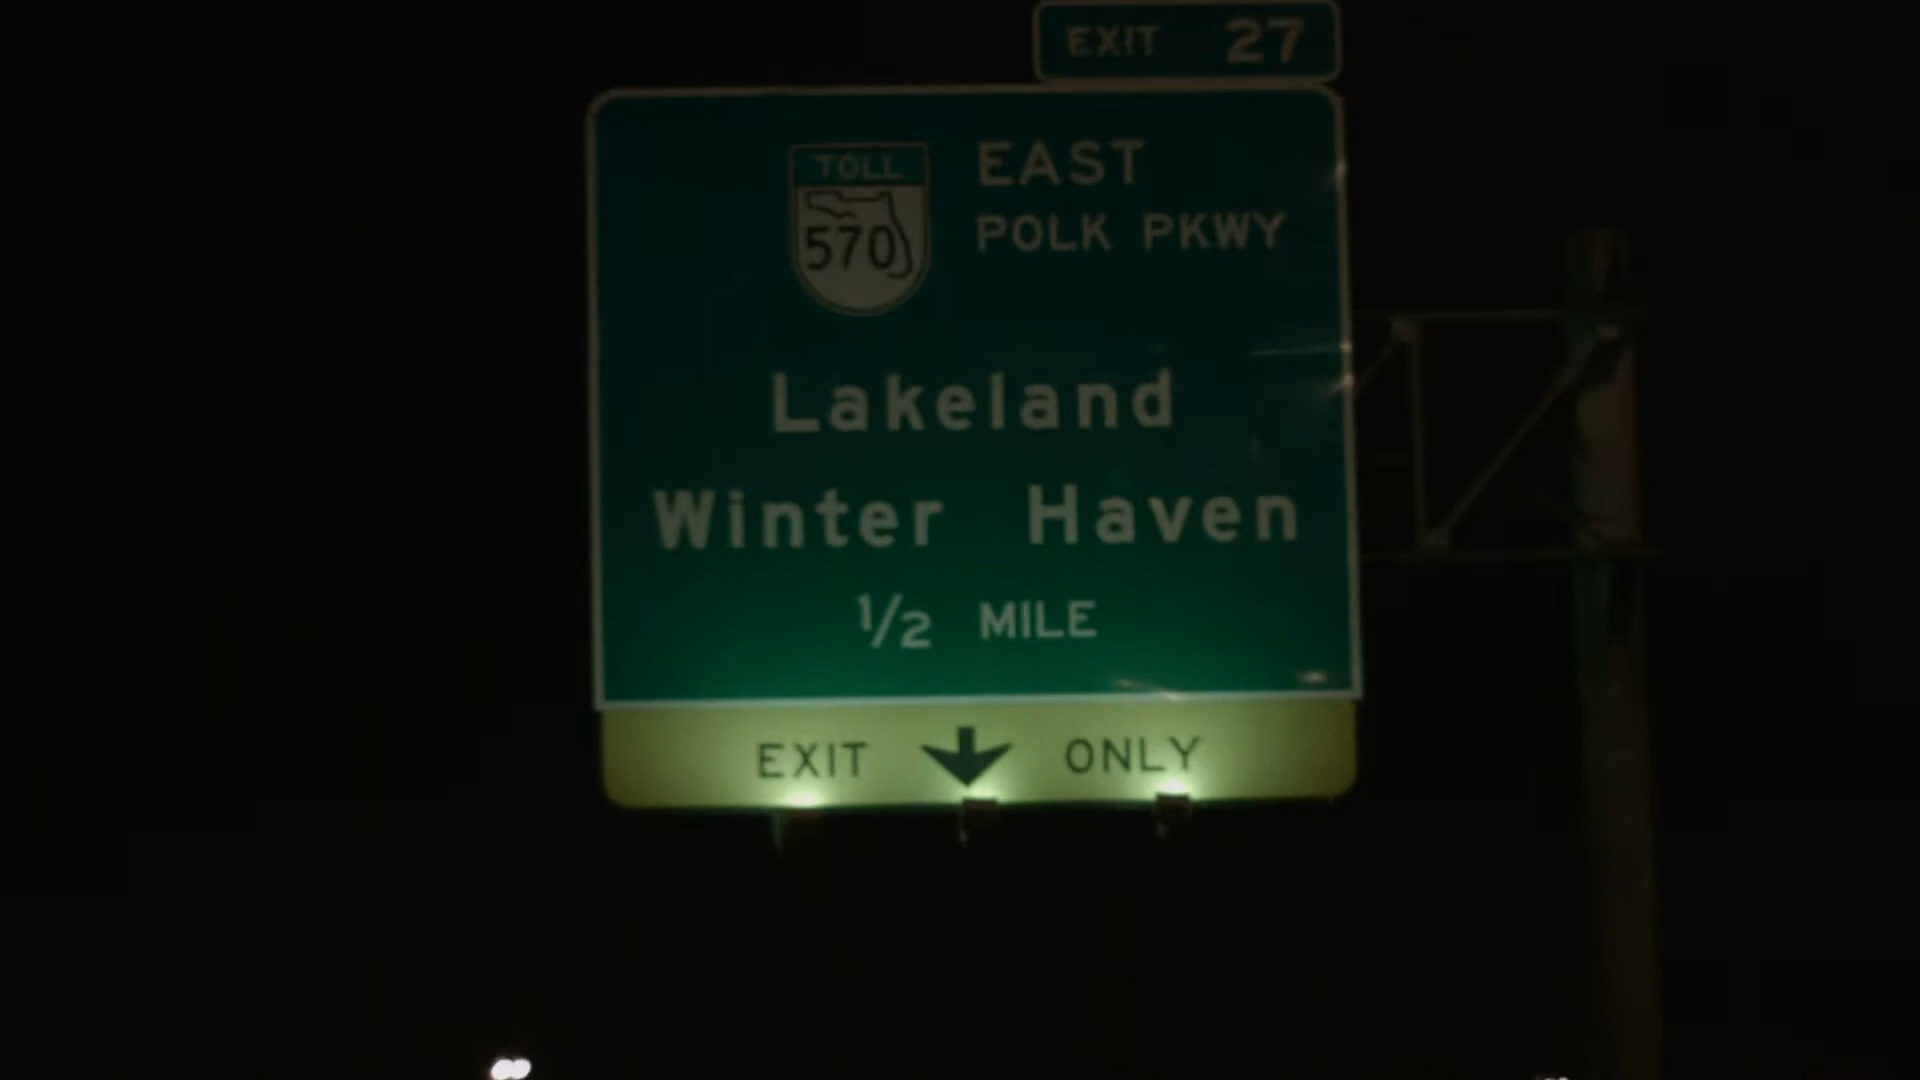 EXIT 27
TOLL
570
EAST
POLK PKWY
Lakeland
Winter Haven
1/2 MILE
EXIT ONLY